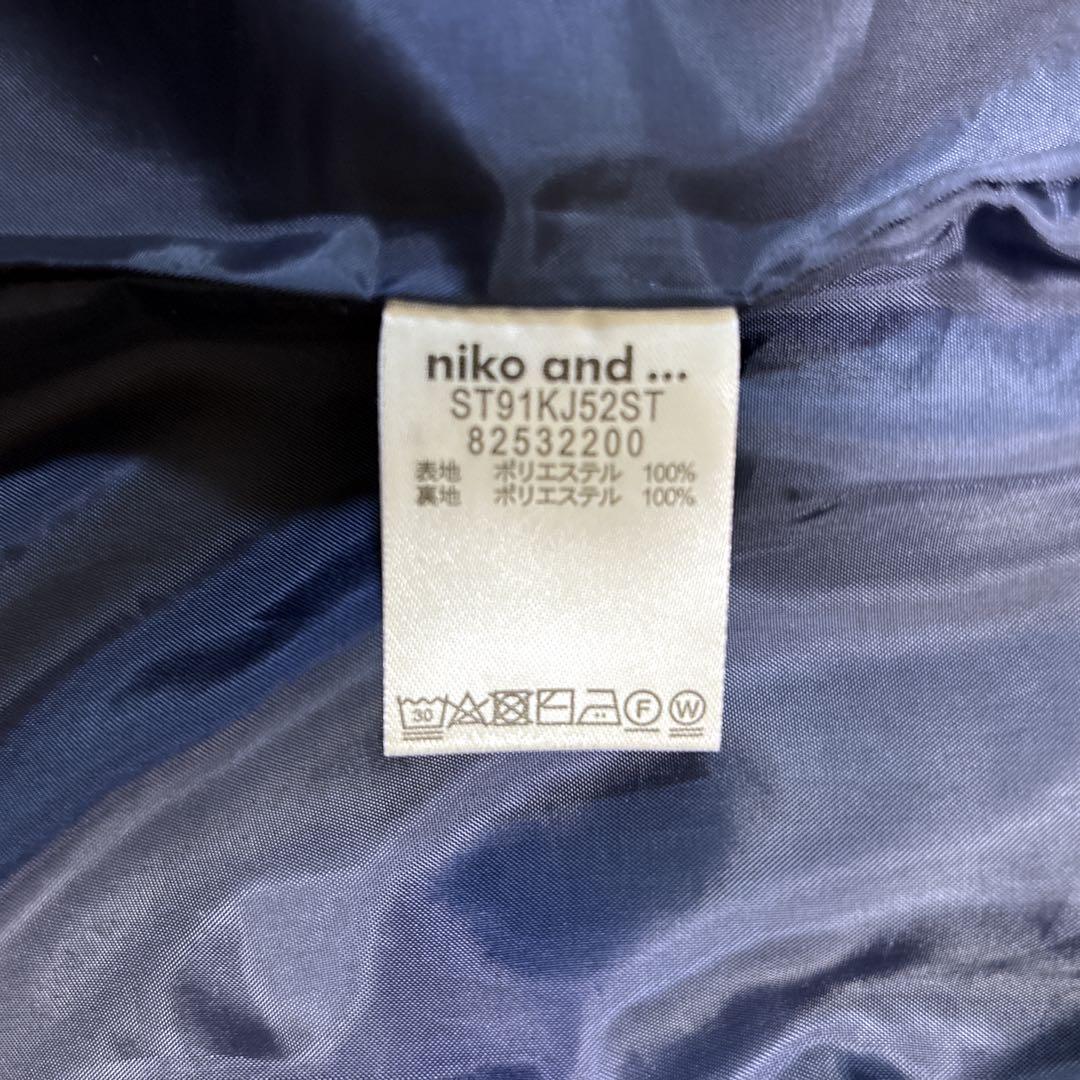 niko and ...
ST91KJ52ST
82532200
表地 ポリエステル 100%
裏地 ポリエステル 100%
30 F W